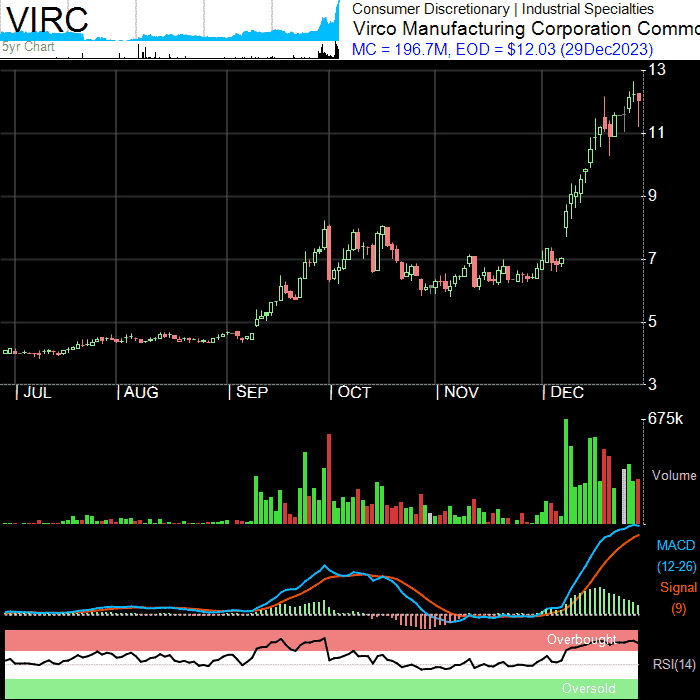 VIRC
5yr Chart
Consumer Discretionary | Industrial Specialties
Virco Manufacturing Corporation Commo
MC = 196.7M, EOD = $12.03 (29Dec2023)
13
11
9
7
5
3
JUL AUG SEP OCT NOV DEC
675k
Volume
MACD
(12-26)
Signal
(9)
Overbought
RSI(14)
Oversold